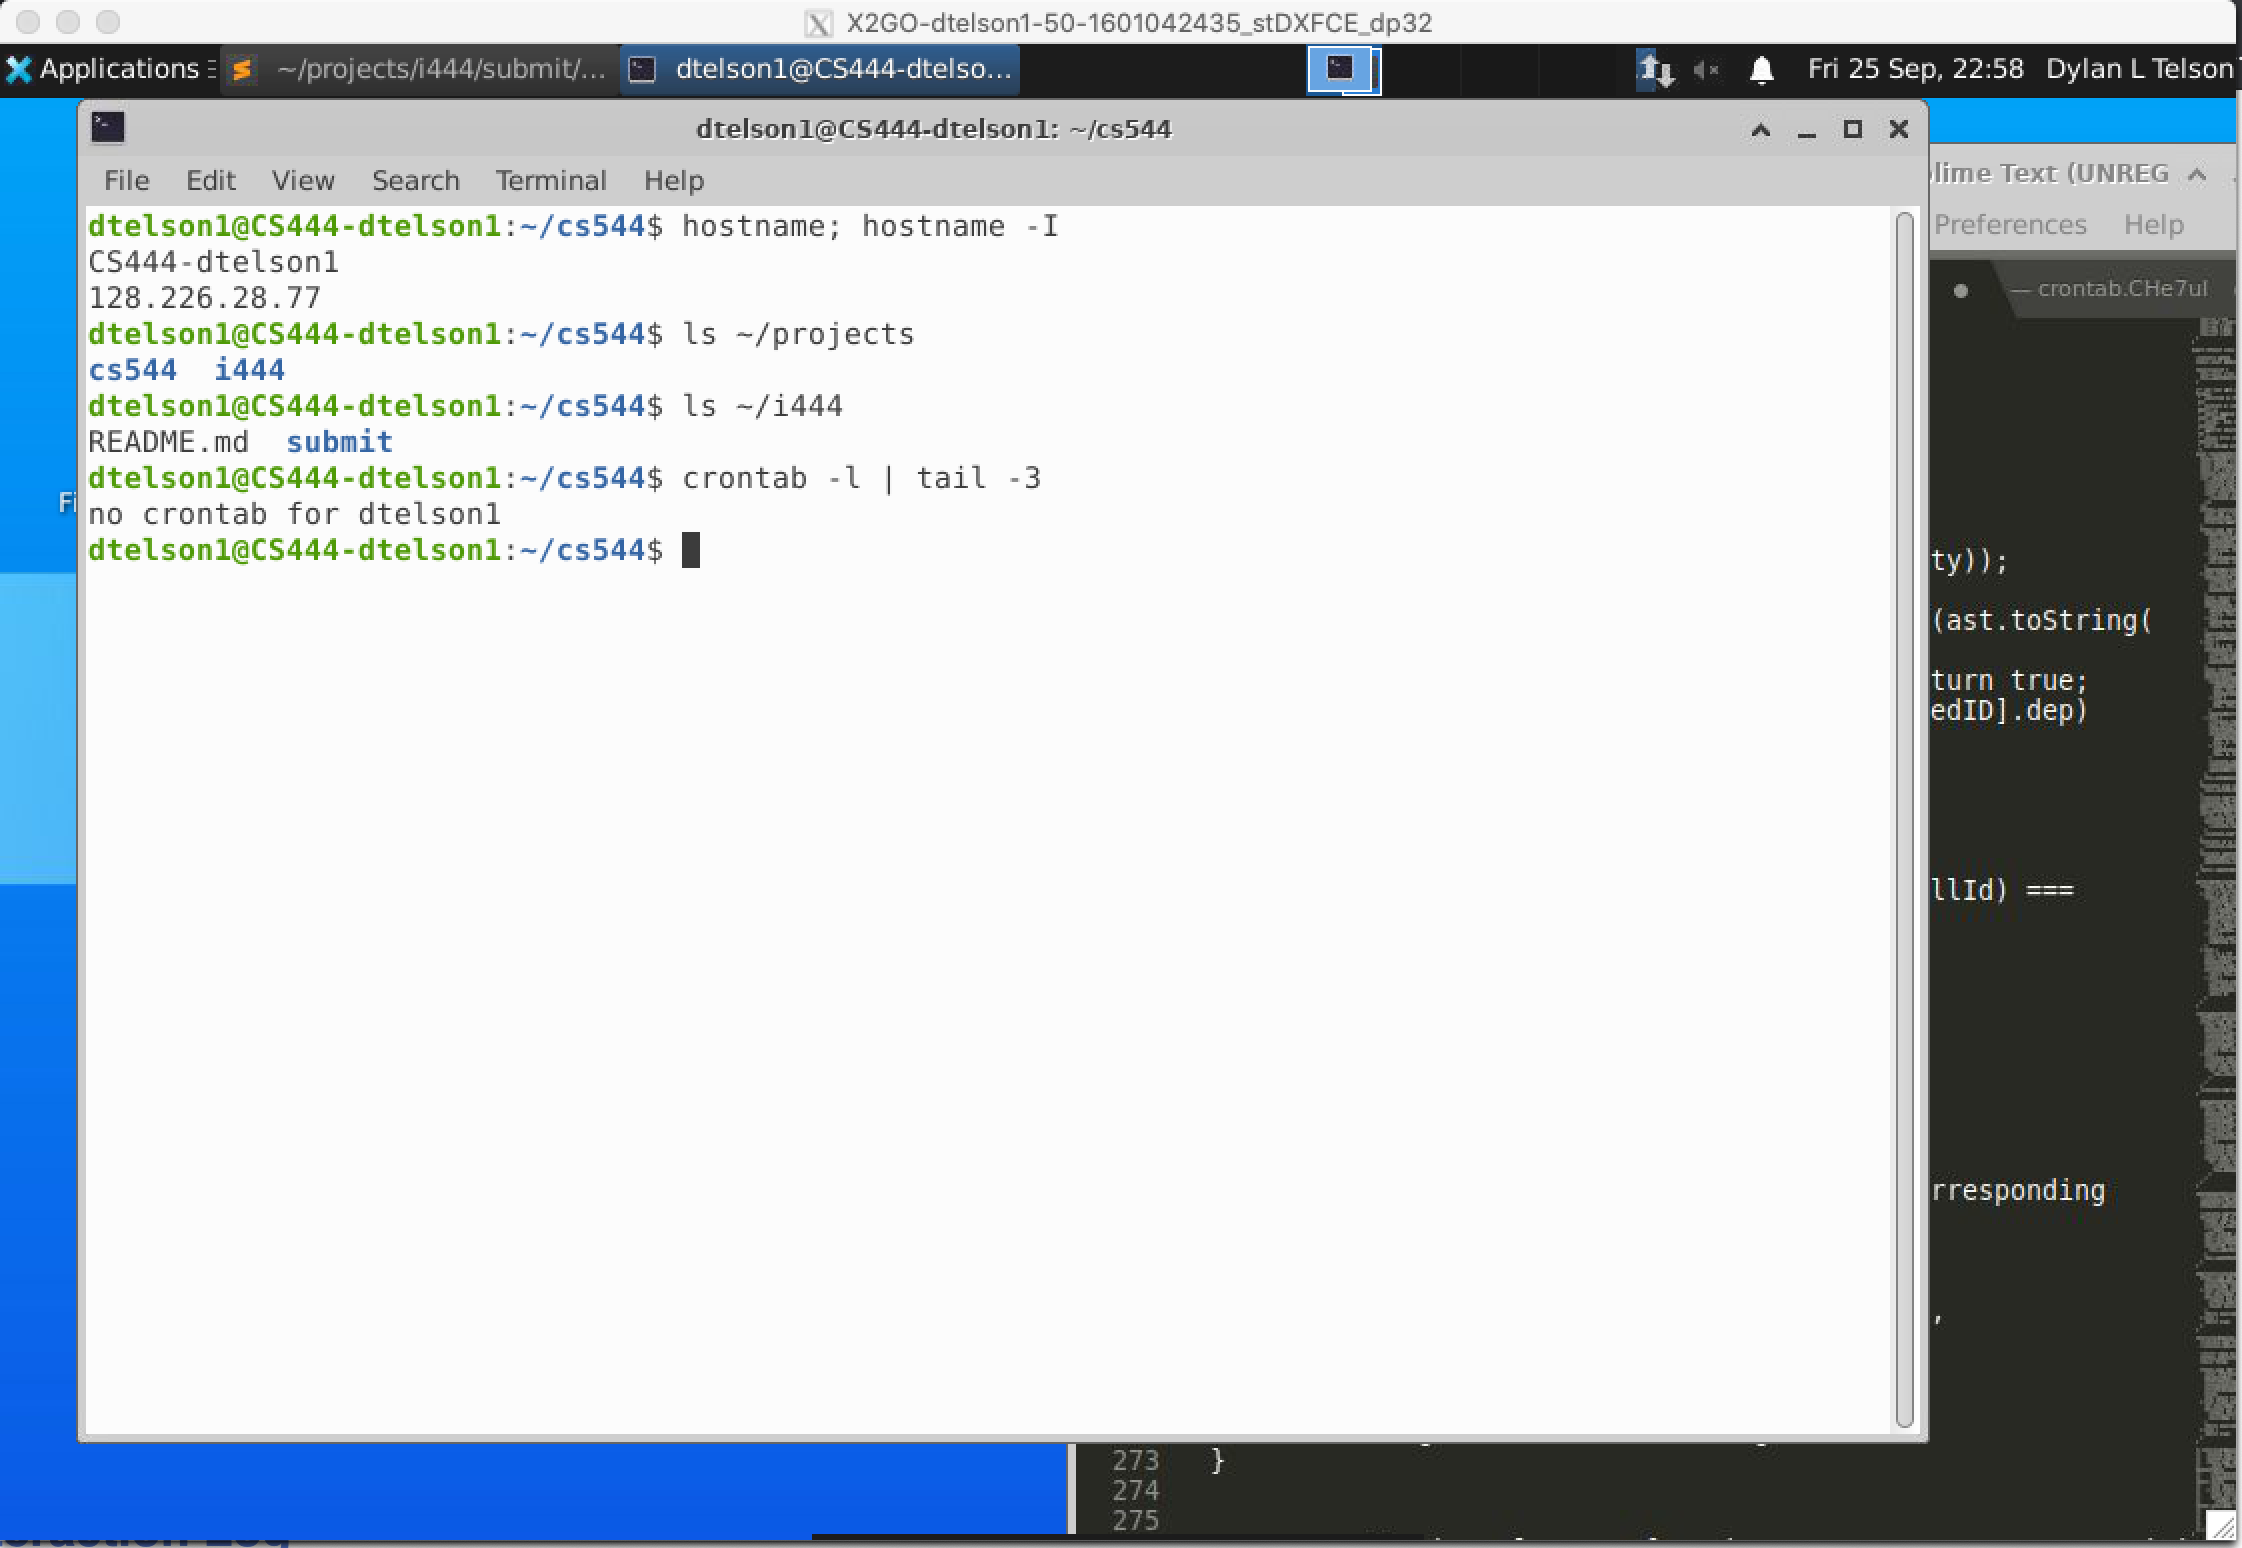 X2GO-dtelson1-50-1601042435_stDXFCE_dp32
Applications ~/projects/i444/submit/... dtelson1@CS444-dtelso... Fri 25 Sep, 22:58 Dylan L Telson
dtelson1@CS444-dtelson1: ~/cs544
File Edit View Search Terminal Help
dtelson1@CS444-dtelson1:~/cs544$ hostname; hostname -I
CS444-dtelson1
128.226.28.77
dtelson1@CS444-dtelson1:~/cs544$ ls ~/projects
cs544 i444
dtelson1@CS444-dtelson1:~/cs544$ ls ~/i444
README.md submit
dtelson1@CS444-dtelson1:~/cs544$ crontab -l | tail -3
no crontab for dtelson1
dtelson1@CS444-dtelson1:~/cs544$
Fi
lime Text (UNREG
Preferences Help
— crontab.CHe7uI
ty));
(ast.toString(
turn true;
edID].dep)
llId) ===
rresponding
,
273 }
274
275